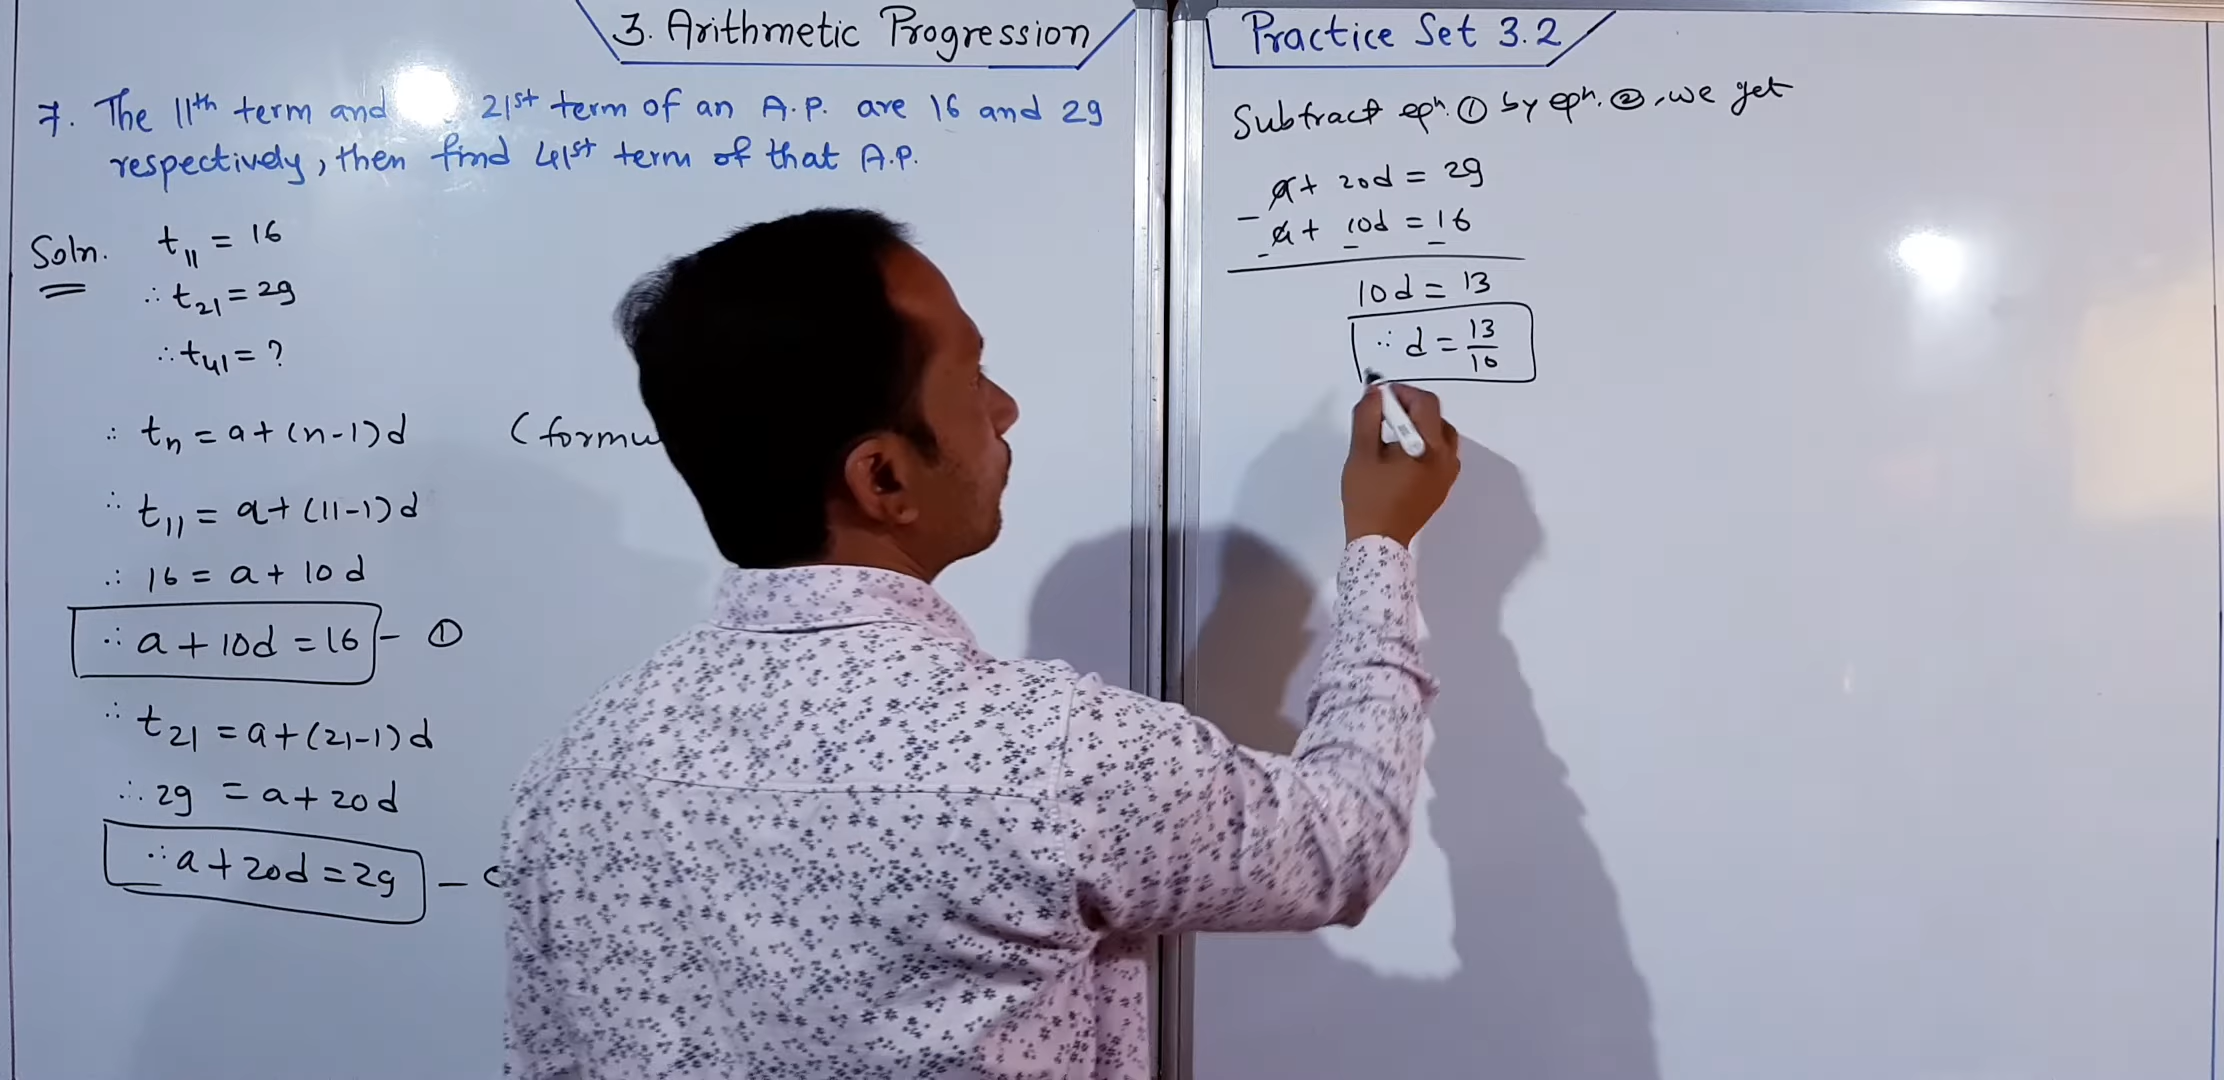 3. Arithmetic Progression
7. The 11th term and 21st term of an A.P. are 16 and 29
respectively, then find 41st term of that A.P.
Soln. t11 = 16
∴ t21 = 29
∴ t41 = ?
∴ tn = a + (n-1)d (formu
∴ t11 = a + (11-1)d
∴ 16 = a + 10d
∴ a + 10d = 16 - ①
∴ t21 = a + (21-1)d
∴ 29 = a + 20d
∴ a + 20d = 29 -
Practice Set 3.2
Subtract eqn. ① by eqn. ②, we get
a + 20d = 29
- a + 10d = 16
- - -
10d = 13
∴ d = 13/10